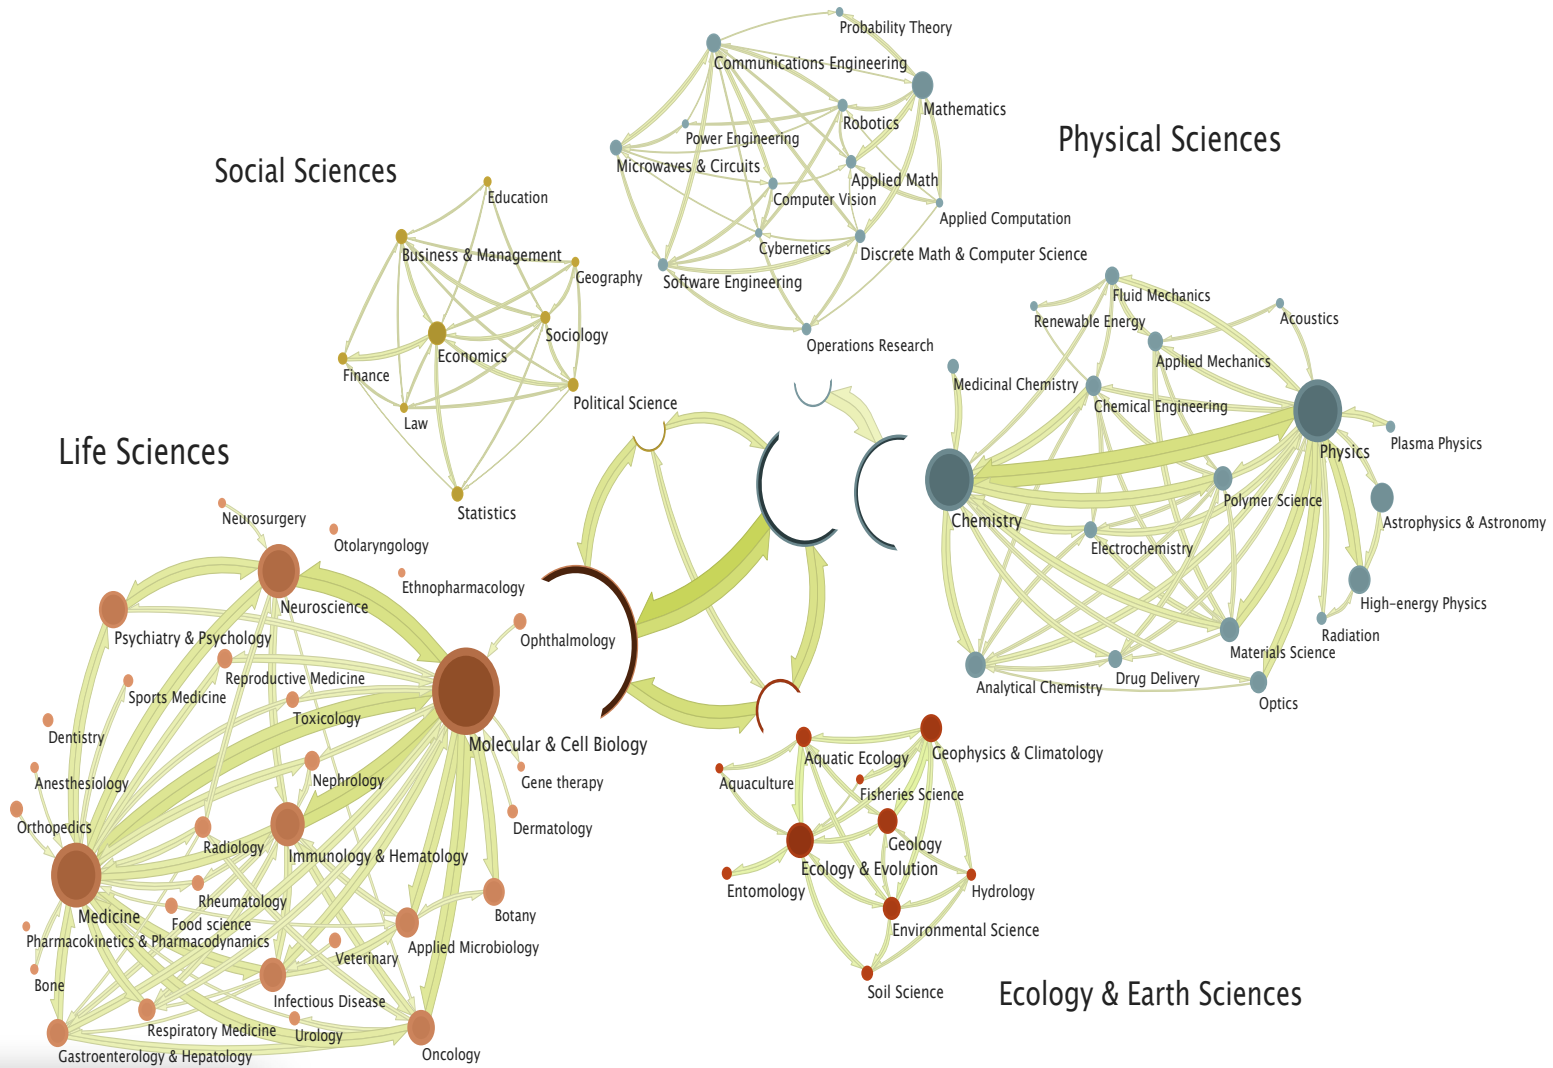 Probability Theory
Communications Engineering
Mathematics
Robotics
Power Engineering
Physical Sciences
Microwaves & Circuits
Social Sciences
Applied Math
Computer Vision
Education
Applied Computation
Cybernetics
Discrete Math & Computer Science
Business & Management
Geography
Software Engineering
Fluid Mechanics
Renewable Energy
Acoustics
Sociology
Operations Research
Economics
Applied Mechanics
Finance
Medicinal Chemistry
Political Science
Chemical Engineering
Law
Plasma Physics
Life Sciences
Physics
Polymer Science
Statistics
Neurosurgery
Chemistry
Astrophysics & Astronomy
Otolaryngology
Electrochemistry
Ethnopharmacology
Neuroscience
High-energy Physics
Psychiatry & Psychology
Ophthalmology
Radiation
Materials Science
Reproductive Medicine
Drug Delivery
Analytical Chemistry
Sports Medicine
Optics
Toxicology
Dentistry
Molecular & Cell Biology
Geophysics & Climatology
Aquatic Ecology
Nephrology
Gene therapy
Anesthesiology
Aquaculture
Fisheries Science
Orthopedics
Dermatology
Radiology
Geology
Immunology & Hematology
Ecology & Evolution
Entomology
Hydrology
Rheumatology
Medicine
Botany
Food science
Environmental Science
Pharmacokinetics & Pharmacodynamics
Applied Microbiology
Veterinary
Bone
Soil Science
Ecology & Earth Sciences
Infectious Disease
Respiratory Medicine
Urology
Gastroenterology & Hepatology
Oncology